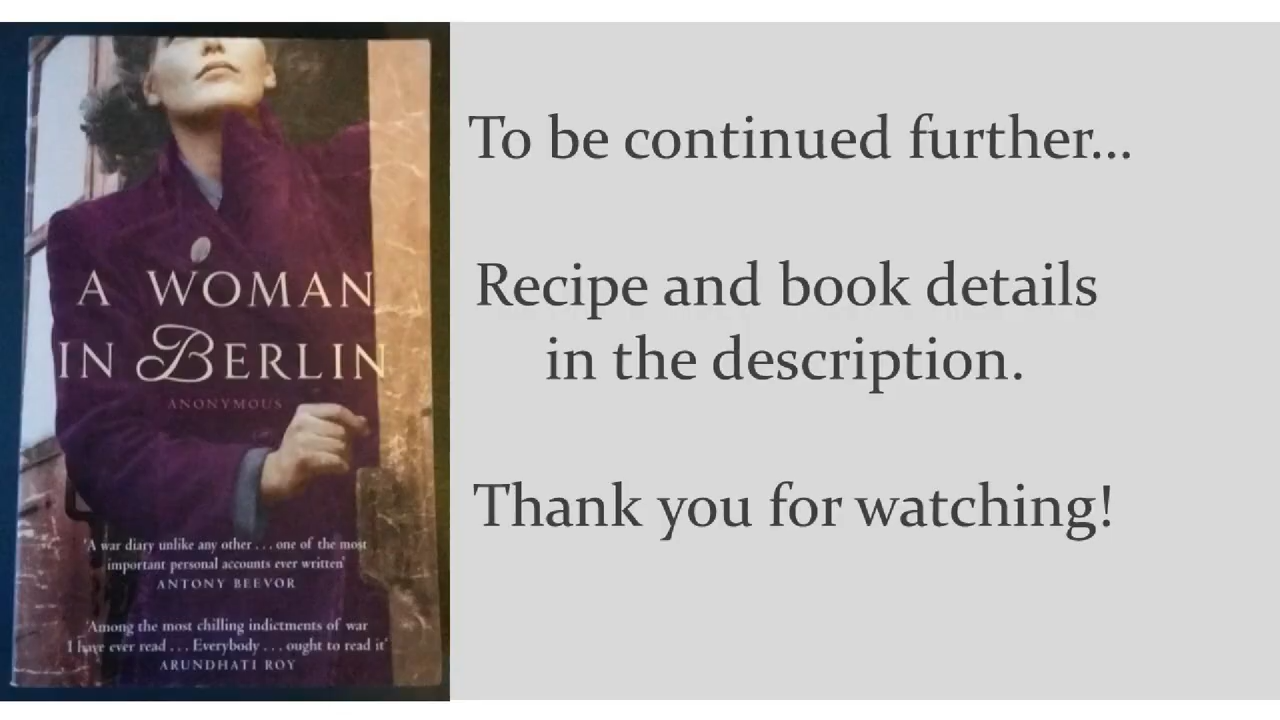 A WOMAN
IN BERLIN
ANONYMOUS
'A war diary unlike any other . . . one of the most
important personal accounts ever written'
ANTONY BEEVOR
'Among the most chilling indictments of war
I have ever read . . . Everybody . . . ought to read it'
ARUNDHATI ROY
To be continued further...
Recipe and book details
in the description.
Thank you for watching!